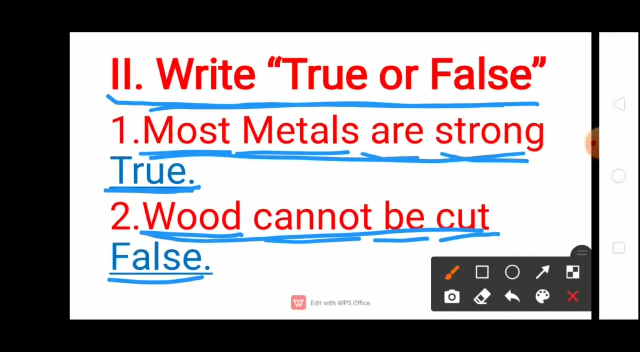 II. Write “True or False”
1.Most Metals are strong
True.
2.Wood cannot be cut
False.
Edit with WPS Office